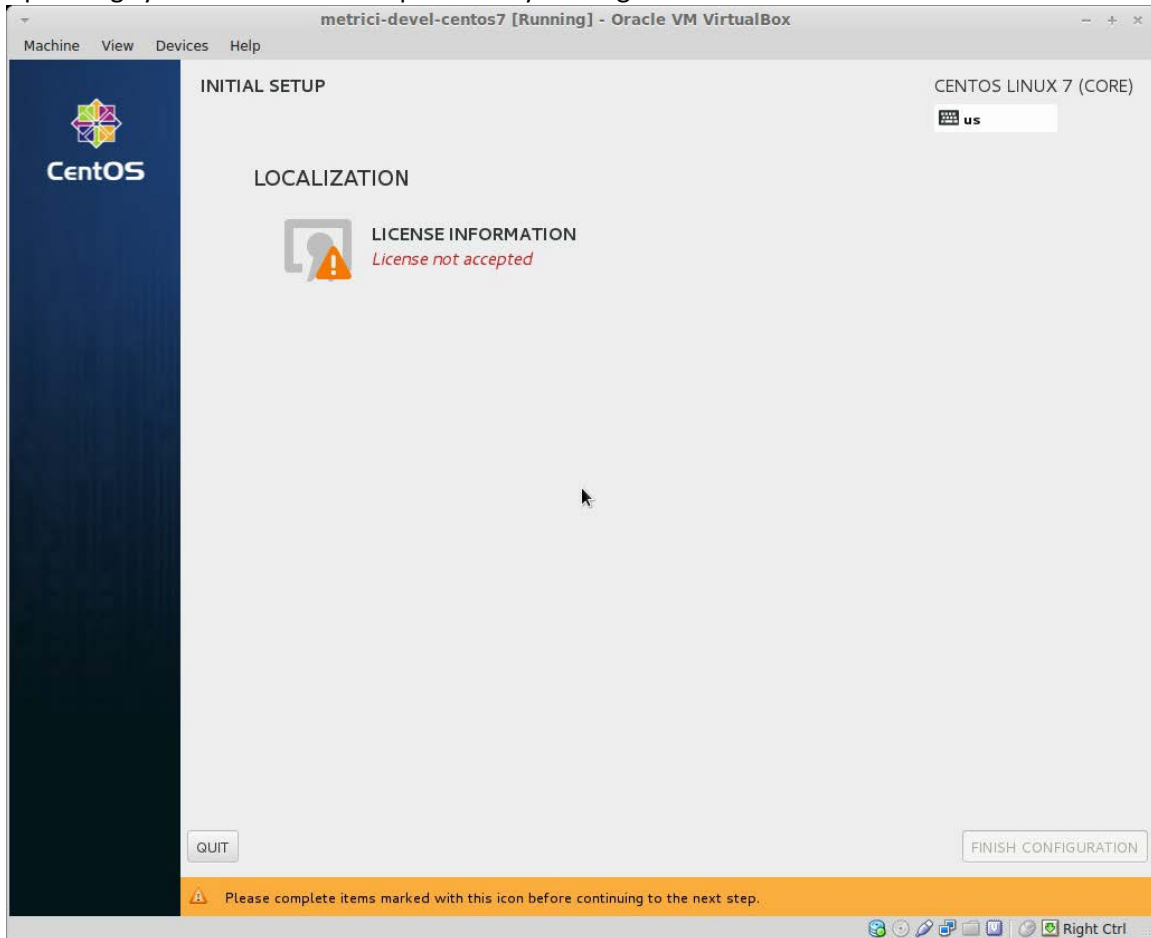 metrici-devel-centos7 [Running] - Oracle VM VirtualBox
Machine View Devices Help
INITIAL SETUP
CENTOS LINUX 7 (CORE)
us
CentOS
LOCALIZATION
LICENSE INFORMATION
License not accepted
QUIT
FINISH CONFIGURATION
Please complete items marked with this icon before continuing to the next step.
Right Ctrl